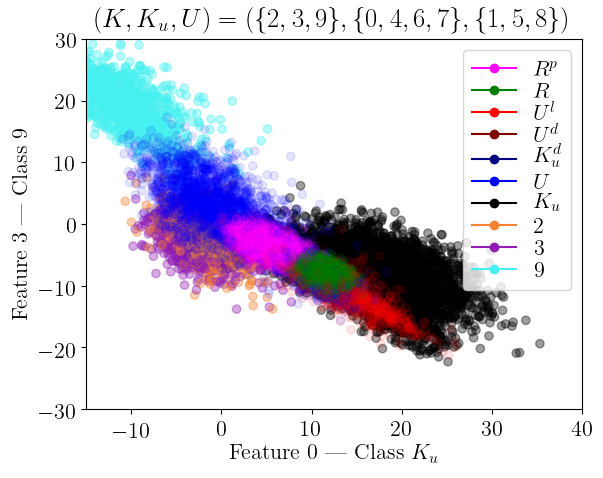 (K, K_u, U) = ({2, 3, 9}, {0, 4, 6, 7}, {1, 5, 8})
30
20
10
0
−10
−20
−30
Feature 3 — Class 9
R^p
R
U^l
U^d
K_u^d
U
K_u
2
3
9
−10
0
10
20
30
40
Feature 0 — Class K_u